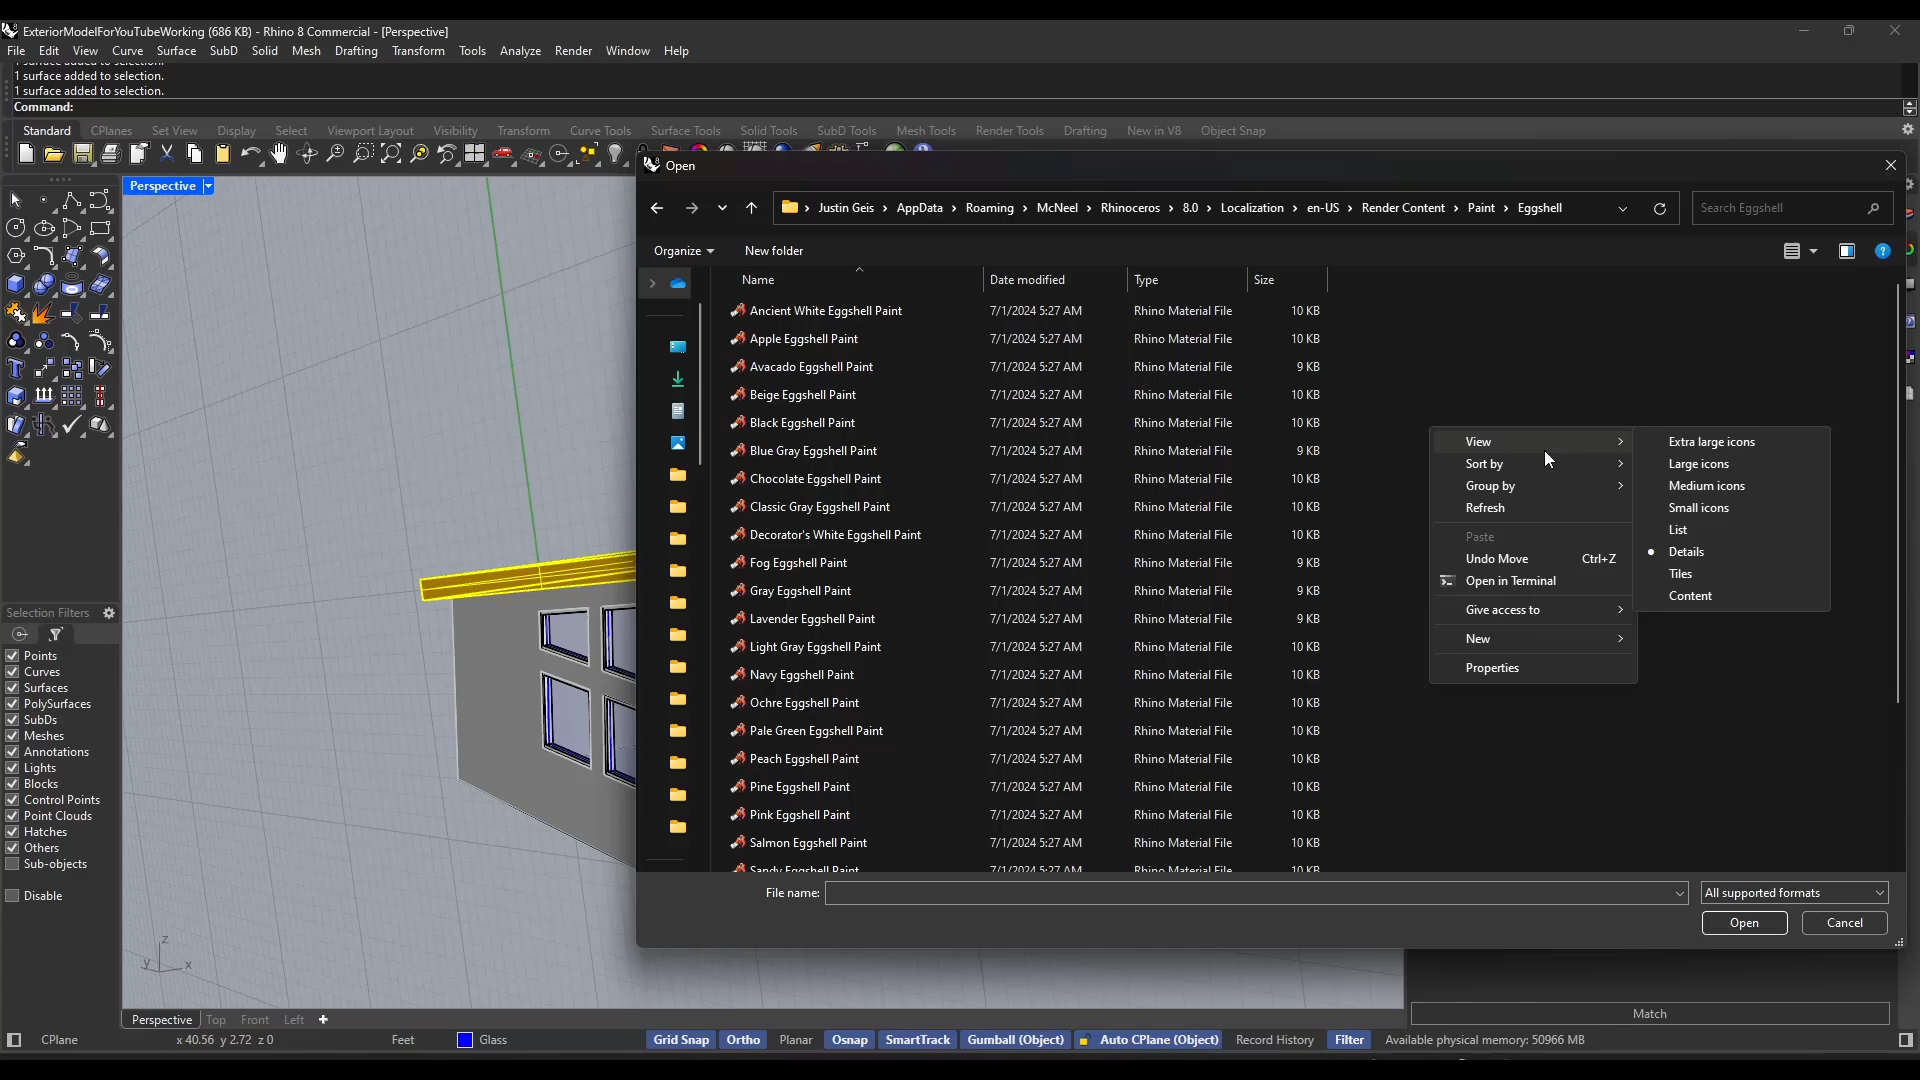 ExteriorModelForYouTubeWorking (686 KB) - Rhino 8 Commercial - [Perspective]
File Edit View Curve Surface SubD Solid Mesh Drafting Transform Tools Analyze Render Window Help
1 surface added to selection.
1 surface added to selection.
1 surface added to selection.
Command:
Standard CPlanes Set View Display Select Viewport Layout Visibility Transform Curve Tools Surface Tools Solid Tools SubD Tools Mesh Tools Render Tools Drafting New in V8 Object Snap
Perspective
Open
Justin Geis › AppData › Roaming › McNeel › Rhinoceros › 8.0 › Localization › en-US › Render Content › Paint › Eggshell
Search Eggshell
Organize New folder
Name Date modified Type Size
Ancient White Eggshell Paint 7/1/2024 5:27 AM Rhino Material File 10 KB
Apple Eggshell Paint 7/1/2024 5:27 AM Rhino Material File 10 KB
Avacado Eggshell Paint 7/1/2024 5:27 AM Rhino Material File 9 KB
Beige Eggshell Paint 7/1/2024 5:27 AM Rhino Material File 10 KB
Black Eggshell Paint 7/1/2024 5:27 AM Rhino Material File 10 KB
Blue Gray Eggshell Paint 7/1/2024 5:27 AM Rhino Material File 9 KB
Chocolate Eggshell Paint 7/1/2024 5:27 AM Rhino Material File 10 KB
Classic Gray Eggshell Paint 7/1/2024 5:27 AM Rhino Material File 10 KB
Decorator's White Eggshell Paint 7/1/2024 5:27 AM Rhino Material File 10 KB
Fog Eggshell Paint 7/1/2024 5:27 AM Rhino Material File 9 KB
Gray Eggshell Paint 7/1/2024 5:27 AM Rhino Material File 10 KB
Lavender Eggshell Paint 7/1/2024 5:27 AM Rhino Material File 9 KB
Light Gray Eggshell Paint 7/1/2024 5:27 AM Rhino Material File 10 KB
Navy Eggshell Paint 7/1/2024 5:27 AM Rhino Material File 10 KB
Ochre Eggshell Paint 7/1/2024 5:27 AM Rhino Material File 10 KB
Pale Green Eggshell Paint 7/1/2024 5:27 AM Rhino Material File 10 KB
Peach Eggshell Paint 7/1/2024 5:27 AM Rhino Material File 10 KB
Pine Eggshell Paint 7/1/2024 5:27 AM Rhino Material File 10 KB
Pink Eggshell Paint 7/1/2024 5:27 AM Rhino Material File 10 KB
Salmon Eggshell Paint 7/1/2024 5:27 AM Rhino Material File 10 KB
Sandy Eggshell Paint 7/1/2024 5:27 AM Rhino Material File 10 KB
View
Sort by
Group by
Refresh
Paste
Undo Move Ctrl+Z
Open in Terminal
Give access to
New
Properties
Extra large icons
Large icons
Medium icons
Small icons
List
Details
Tiles
Content
File name:
All supported formats
Open Cancel
Selection Filters
Points
Curves
Surfaces
PolySurfaces
SubDs
Meshes
Annotations
Lights
Blocks
Control Points
Point Clouds
Hatches
Others
Sub-objects
Disable
z
y x
Match
Perspective Top Front Left
CPlane x 40.56 y 2.72 z 0 Feet Glass Grid Snap Ortho Planar Osnap SmartTrack Gumball (Object) Auto CPlane (Object) Record History Filter Available physical memory: 50966 MB